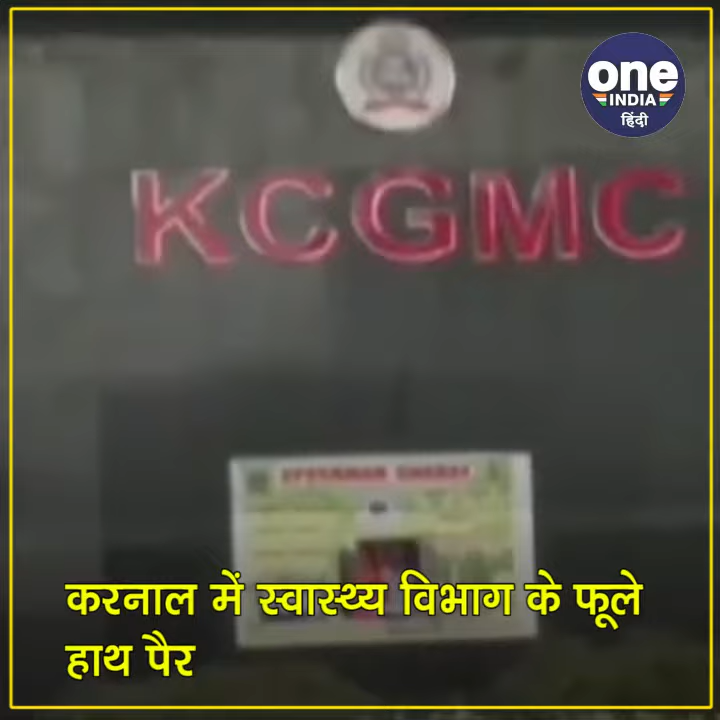 one
INDIA
हिंदी
KCGMC
करनाल में स्वास्थ्य विभाग के फूले
हाथ पैर